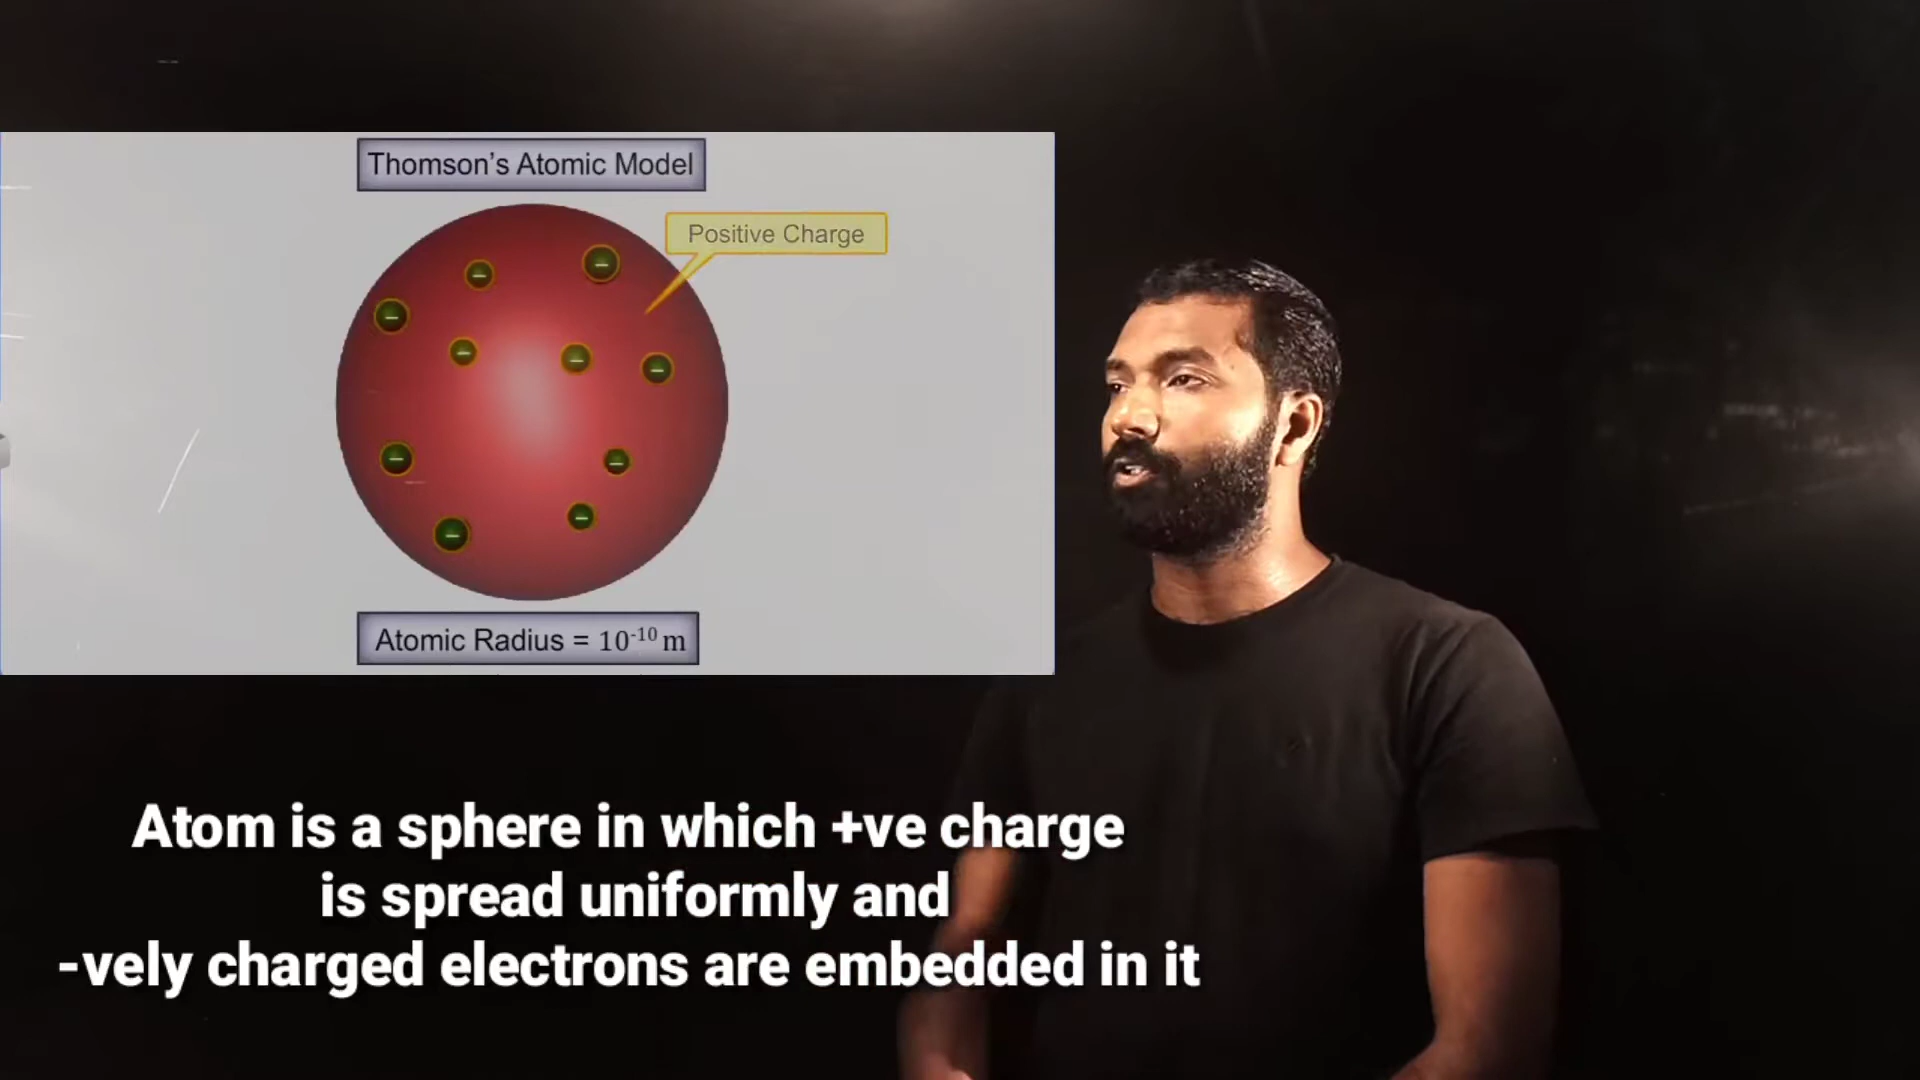 Thomson’s Atomic Model
Positive Charge
Atomic Radius = 10⁻¹⁰ m
Atom is a sphere in which +ve charge
is spread uniformly and
-vely charged electrons are embedded in it